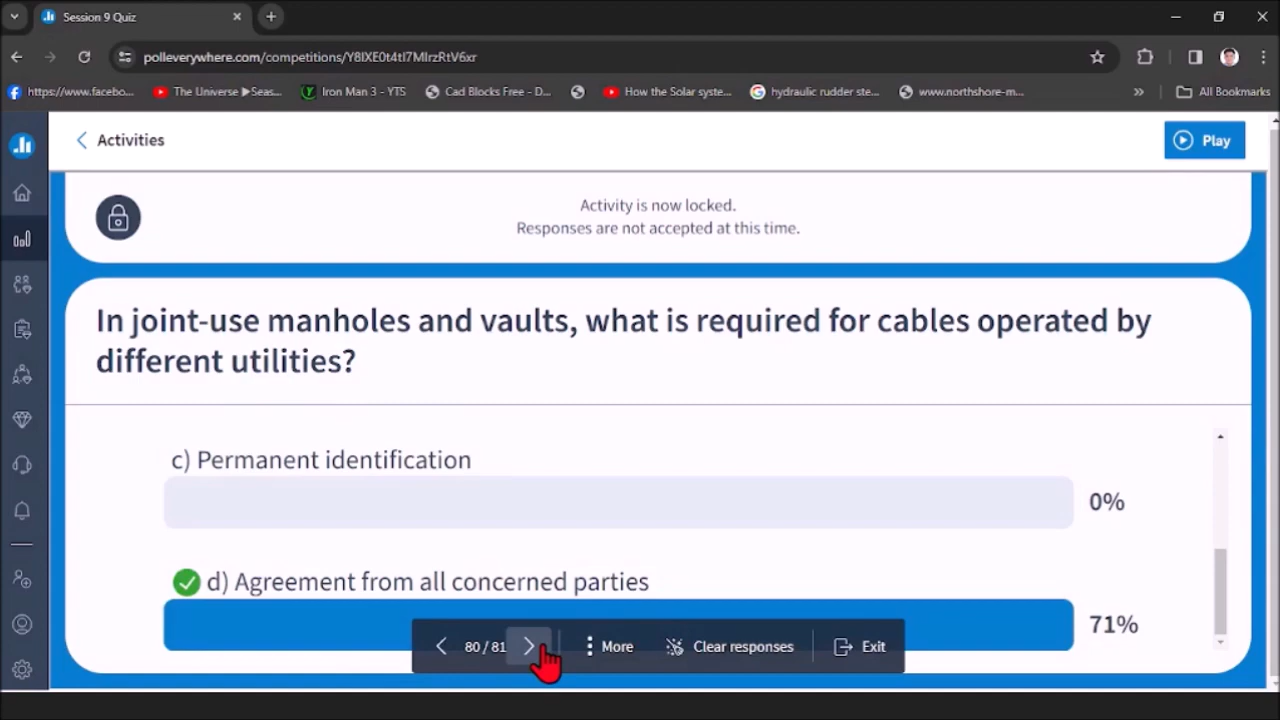 Session 9 Quiz
polleverywhere.com/competitions/Y8IXE0t4tI7MIrzRtV6xr
https://www.facebo...
The Universe ▶Seas...
Iron Man 3 - YTS
Cad Blocks Free - D...
How the Solar syste...
hydraulic rudder ste...
www.northshore-m...
»
All Bookmarks
Activities
Play
Activity is now locked.
Responses are not accepted at this time.
In joint-use manholes and vaults, what is required for cables operated by
different utilities?
c) Permanent identification
0%
d) Agreement from all concerned parties
71%
80 / 81
More
Clear responses
Exit